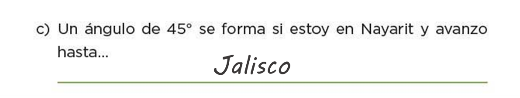 c) Un ángulo de 45° se forma si estoy en Nayarit y avanzo
hasta...
Jalisco